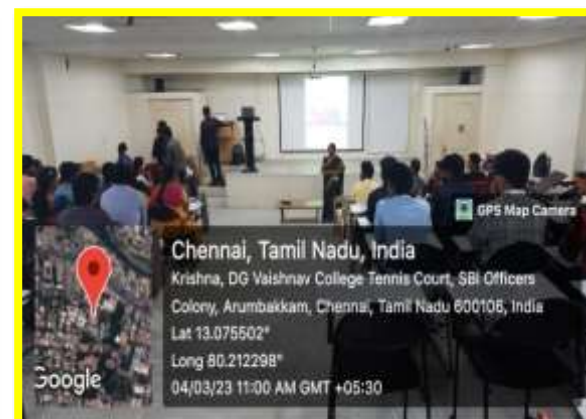 GPS Map Camera
Chennai, Tamil Nadu, India
Krishna, DG Vaishnav College Tennis Court, SBI Officers
Colony, Arumbakkam, Chennai, Tamil Nadu 600106, India
Lat 13.075502°
Long 80.212298°
04/03/23 11:00 AM GMT +05:30
Google